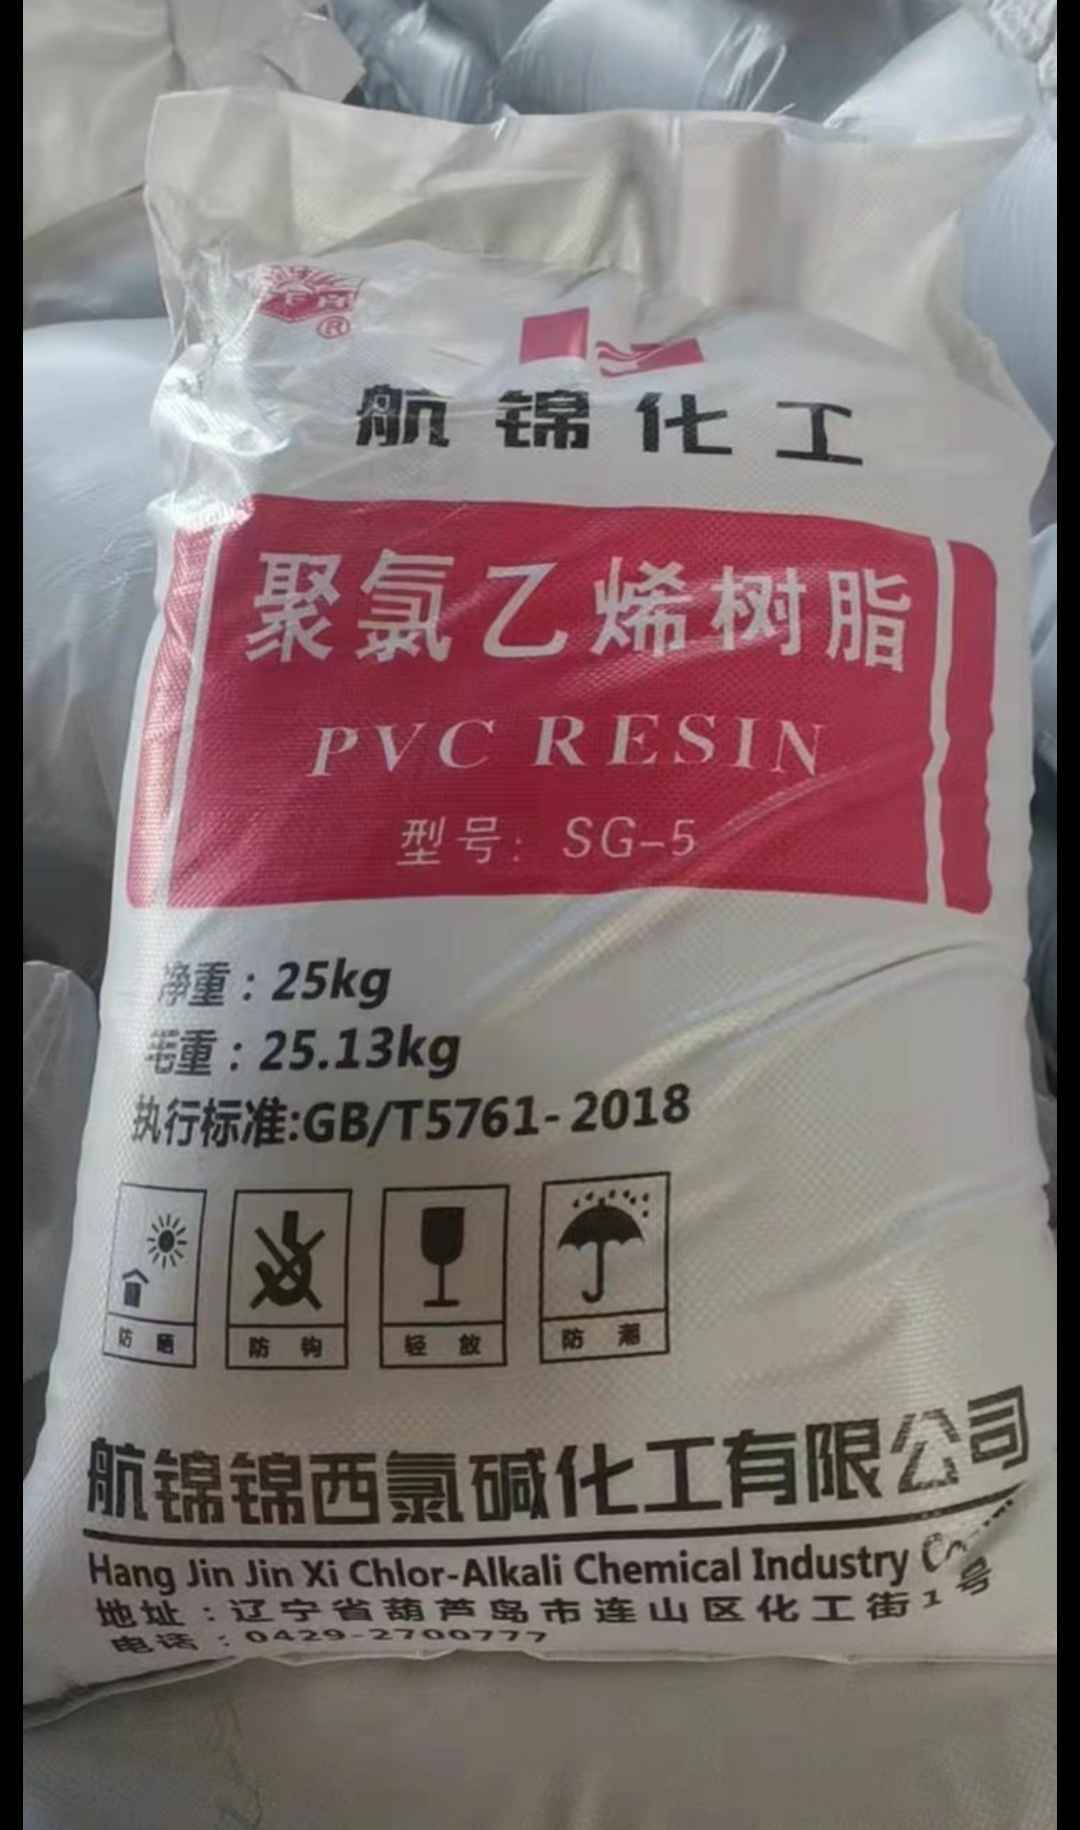 ®
航锦化工
聚氯乙烯树脂
PVC RESIN
型号: SG-5
净重：25kg
毛重：25.13kg
执行标准:GB/T5761-2018
防晒 防钩 轻放 防潮
航锦锦西氯碱化工有限公司
Hang Jin Jin Xi Chlor-Alkali Chemical Industry
地址：辽宁省葫芦岛市连山区化工街1号
电话：0429-2700777